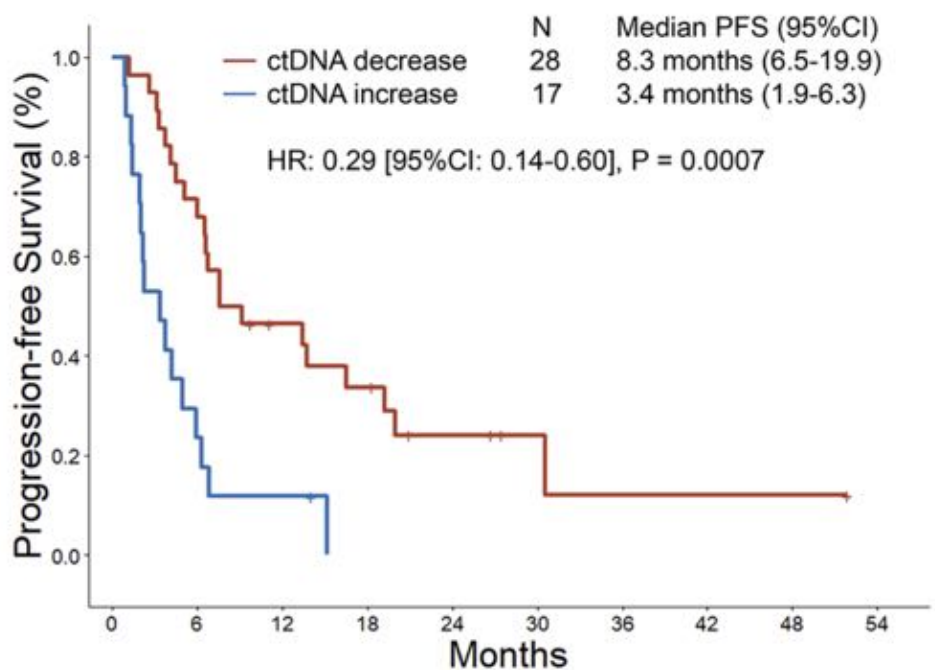 N Median PFS (95%CI)
ctDNA decrease 28 8.3 months (6.5-19.9)
ctDNA increase 17 3.4 months (1.9-6.3)
HR: 0.29 [95%CI: 0.14-0.60], P = 0.0007
Progression-free Survival (%)
1.0
0.8
0.6
0.4
0.2
0.0
0 6 12 18 24 30 36 42 48 54
Months